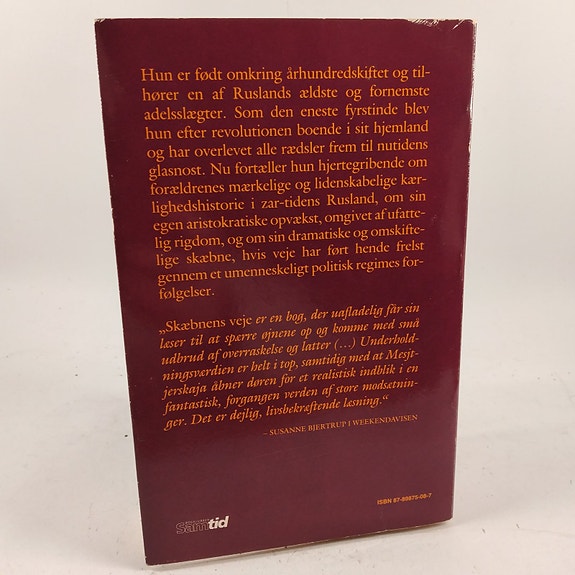 Hun er født omkring århundredskiftet og til-
hører en af Ruslands ældste og fornemste
adelsslægter. Som den eneste fyrstinde blev
hun efter revolutionen boende i sit hjemland
og har overlevet alle rædsler frem til nutidens
glasnost. Nu fortæller hun hjertegribende om
forældrenes mærkelige og lidenskabelige kær-
lighedshistorie i zar-tidens Rusland, om sin
egen aristokratiske opvækst, omgivet af ufatte-
lig rigdom, og om sin dramatiske og omskifte-
lige skæbne, hvis veje har ført hende frelst
gennem et umenneskeligt politisk regimes for-
følgelser.
„Skæbnens veje er en bog, der uafladelig får sin
læser til at spærre øjnene op og komme med små
udbrud af overraskelse og latter (...) Underhold-
ningsværdien er helt i top, samtidig med at Mesjt-
jerskaja åbner døren for et realistisk indblik i en
fantastisk, forgangen verden af store modsætnin-
ger. Det er dejlig, livsbekræftende læsning.“
– SUSANNE BJERTRUP I WEEKENDAVISEN
ISBN 87-89875-08-7
samtid